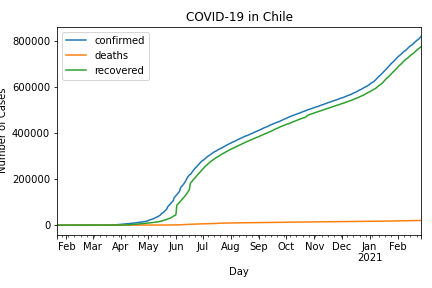 COVID-19 in Chile
confirmed
deaths
recovered
800000
600000
400000
200000
0
Number of Cases
Feb Mar Apr May Jun Jul Aug Sep Oct Nov Dec Jan Feb
2021
Day